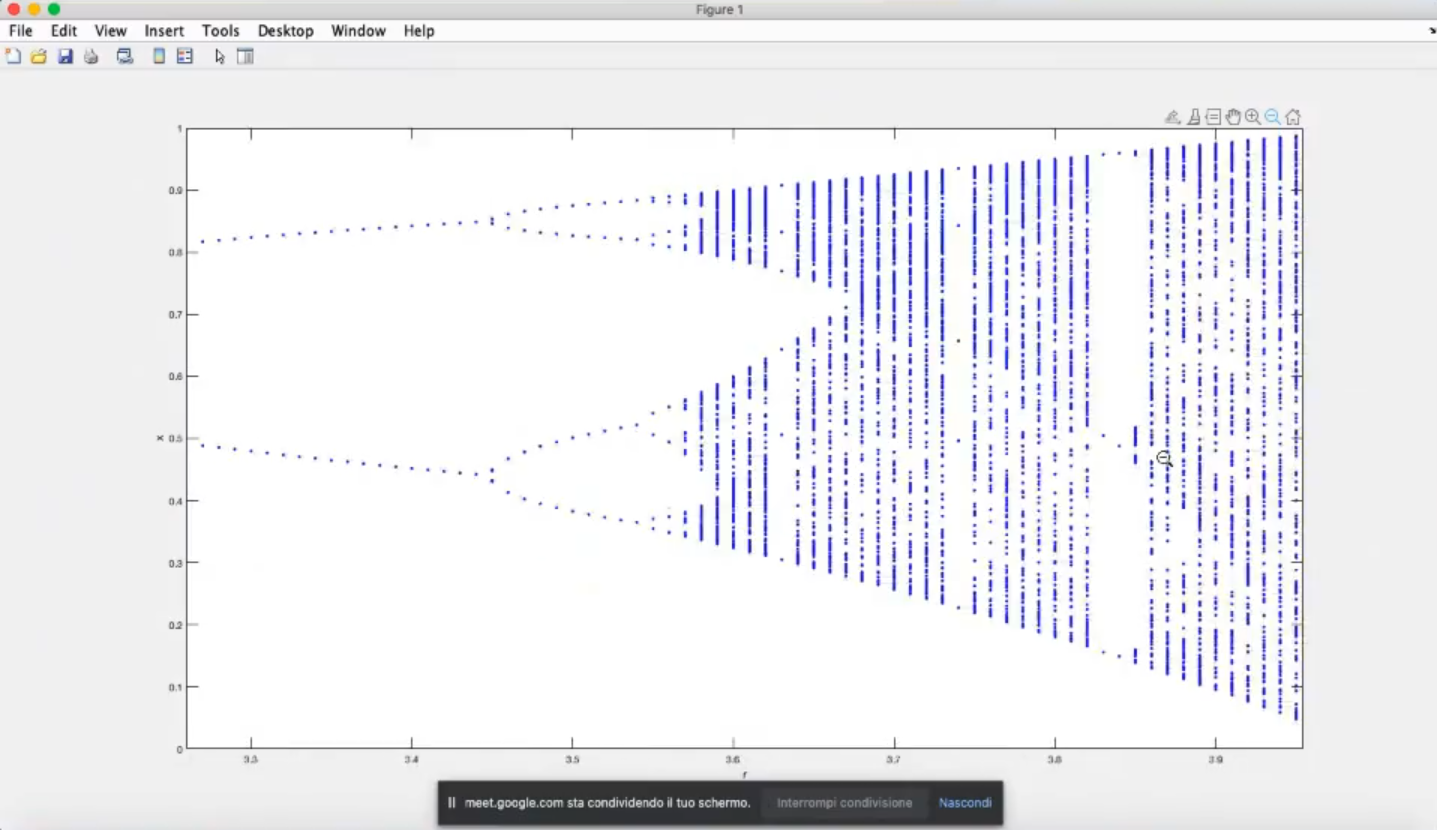 Figure 1
File Edit View Insert Tools Desktop Window Help
1
0.9
0.8
0.7
0.6
x 0.5
0.4
0.3
0.2
0.1
0
3.3 3.4 3.5 3.6 3.7 3.8 3.9
r
meet.google.com sta condividendo il tuo schermo. Interrompi condivisione Nascondi